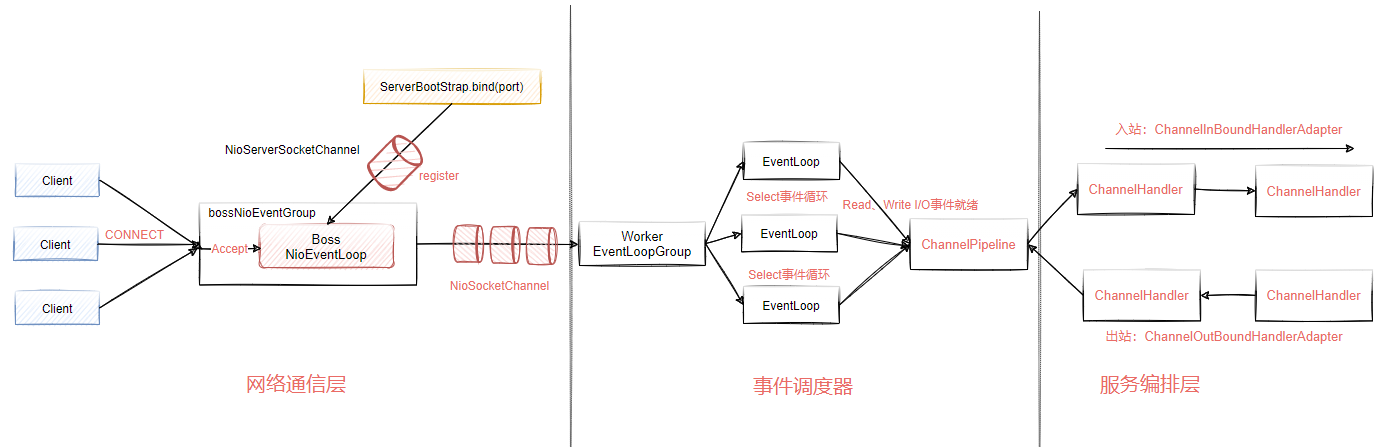 ServerBootStrap.bind(port)
NioServerSocketChannel
register
Client
Client
Client
CONNECT
bossNioEventGroup
Accept
Boss
NioEventLoop
NioSocketChannel
网络通信层
Worker
EventLoopGroup
EventLoop
Select事件循环
EventLoop
Select事件循环
EventLoop
Read、Write I/O事件就绪
ChannelPipeline
事件调度器
入站：ChannelInBoundHandlerAdapter
ChannelHandler
ChannelHandler
ChannelHandler
ChannelHandler
出站：ChannelOutBoundHandlerAdapter
服务编排层